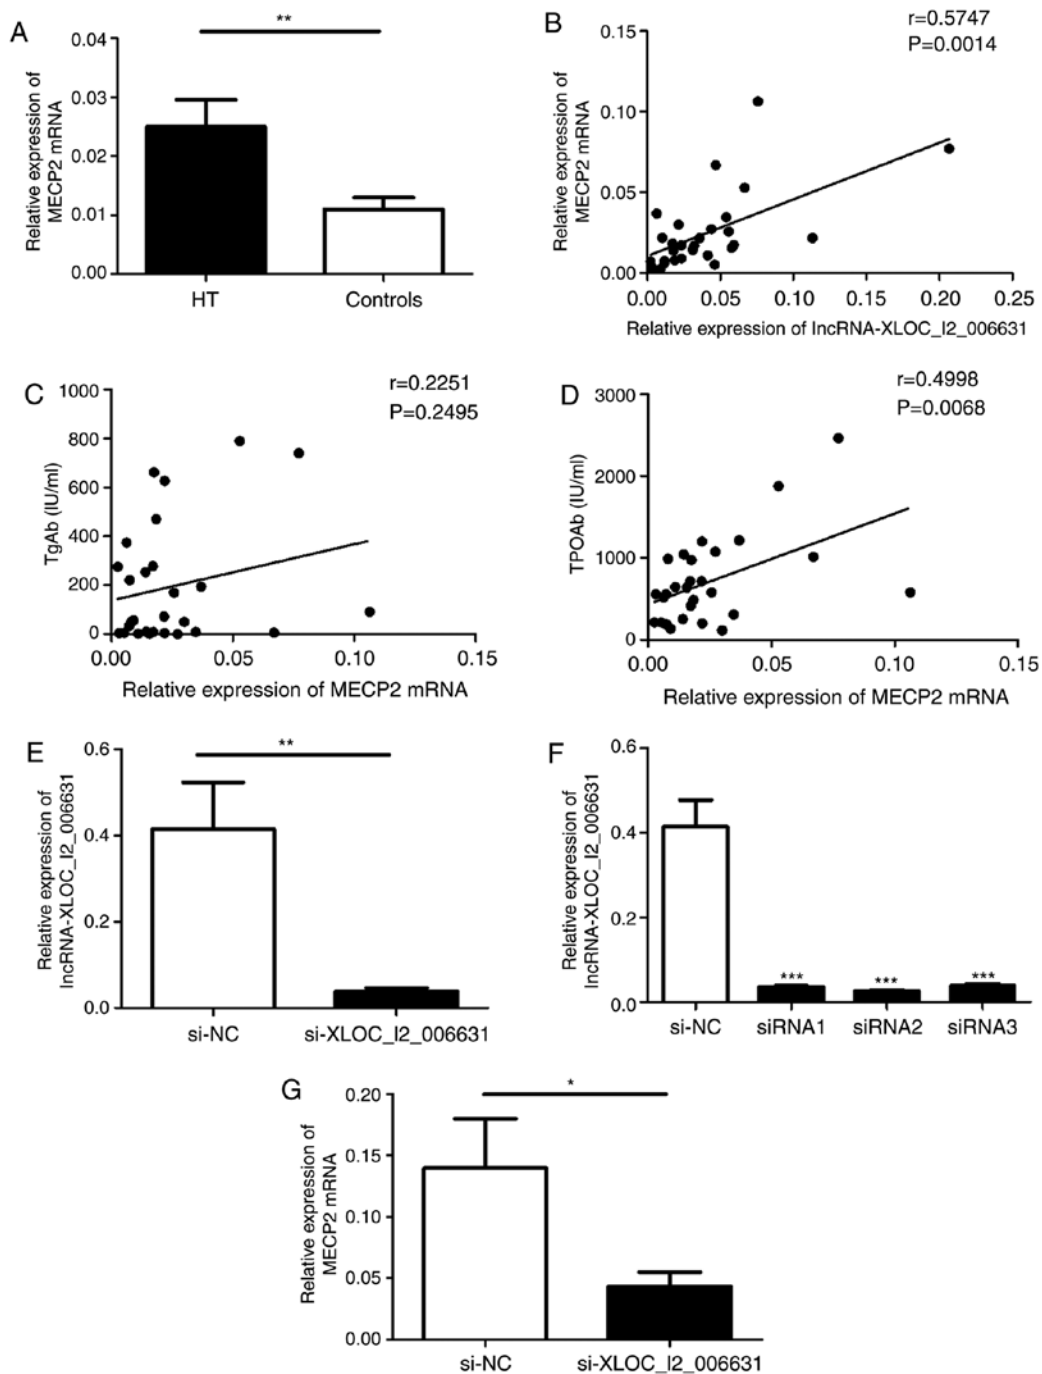 A
**
Relative expression of
MECP2 mRNA
0.04
0.03
0.02
0.01
0.00
HT
Controls
B
r=0.5747
P=0.0014
Relative expression of
MECP2 mRNA
0.15
0.10
0.05
0.00
0.00 0.05 0.10 0.15 0.20 0.25
Relative expression of lncRNA-XLOC_l2_006631
C
r=0.2251
P=0.2495
TgAb (IU/ml)
1000
800
600
400
200
0
0.00 0.05 0.10 0.15
Relative expression of MECP2 mRNA
D
r=0.4998
P=0.0068
TPOAb (IU/ml)
3000
2000
1000
0
0.00 0.05 0.10 0.15
Relative expression of MECP2 mRNA
E
**
Relative expression of
lncRNA-XLOC_l2_006631
0.6
0.4
0.2
0.0
si-NC si-XLOC_l2_006631
F
Relative expression of
lncRNA-XLOC_l2_006631
0.6
0.4
0.2
0.0
*** *** ***
si-NC siRNA1 siRNA2 siRNA3
G
*
Relative expression of
MECP2 mRNA
0.20
0.15
0.10
0.05
0.00
si-NC si-XLOC_l2_006631